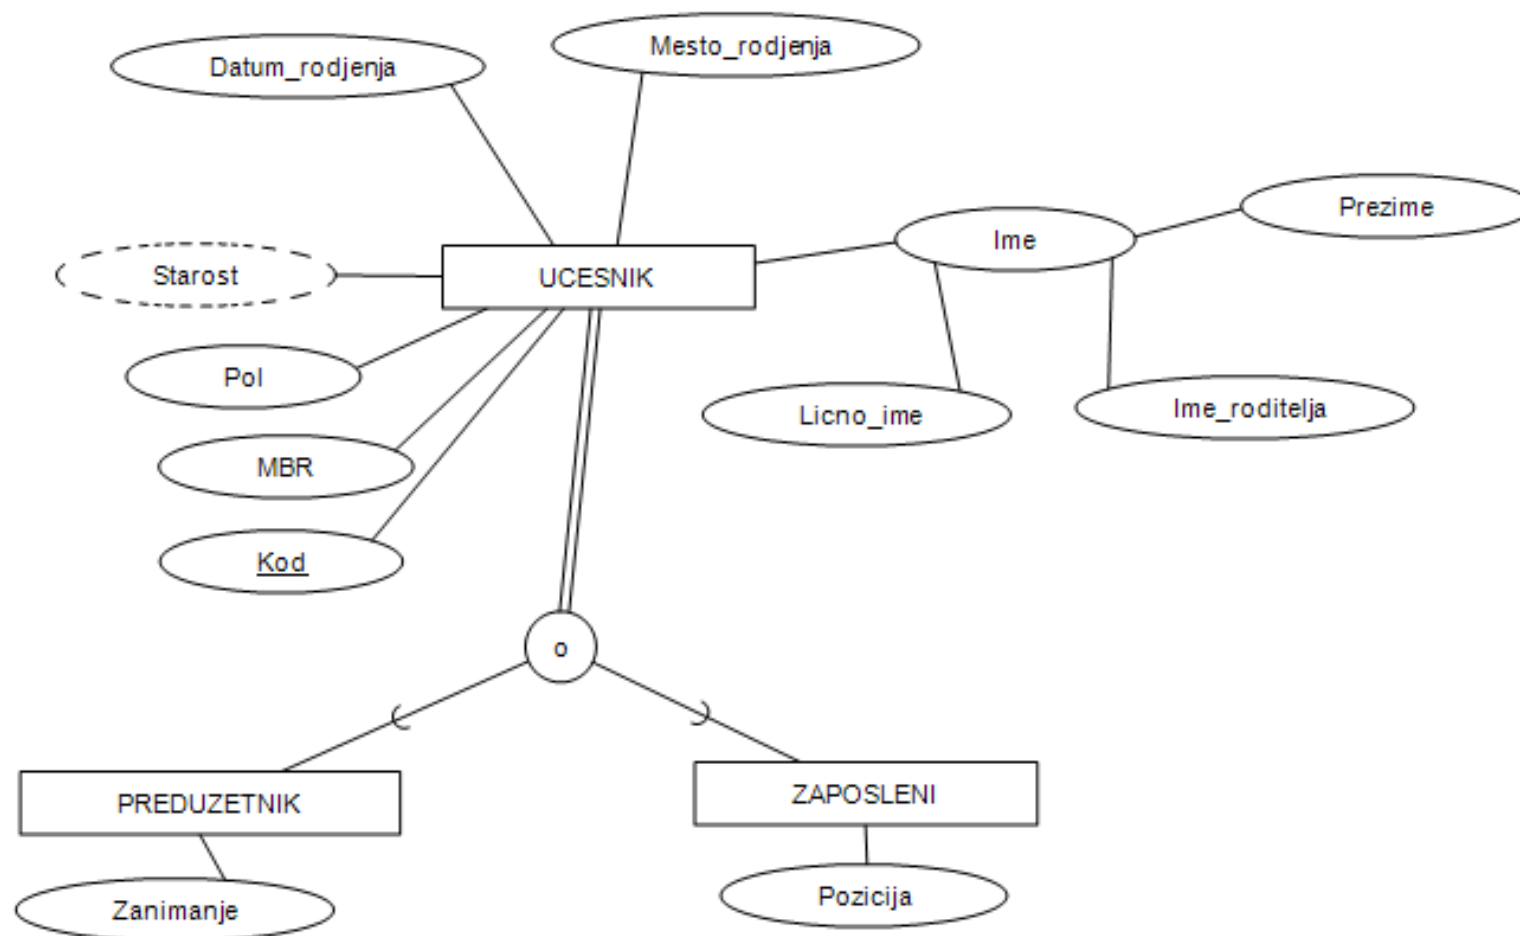 Mesto_rodjenja
Datum_rodjenja
Prezime
Ime
Starost
UCESNIK
Pol
Licno_ime
Ime_roditelja
MBR
Kod
o
PREDUZETNIK
ZAPOSLENI
Zanimanje
Pozicija